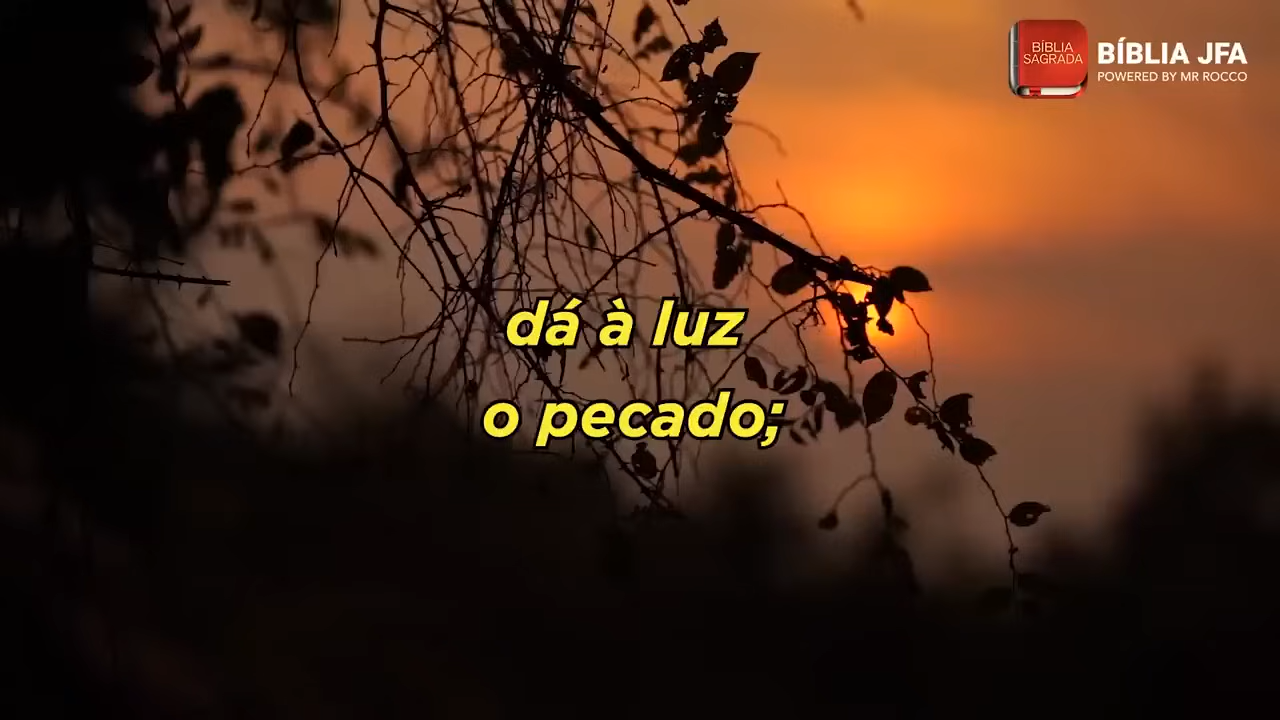 BÍBLIA
SAGRADA
BÍBLIA JFA
POWERED BY MR ROCCO
dá à luz
o pecado;